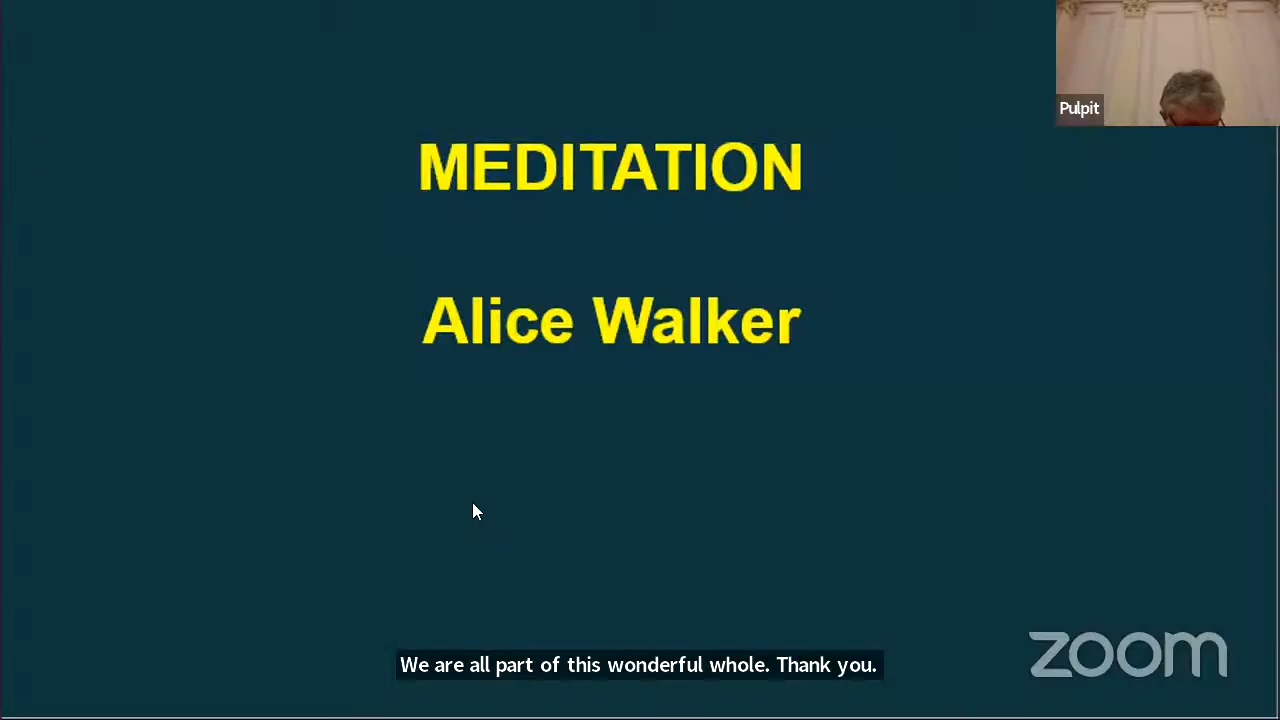 Pulpit
MEDITATION
Alice Walker
We are all part of this wonderful whole. Thank you.
zoom